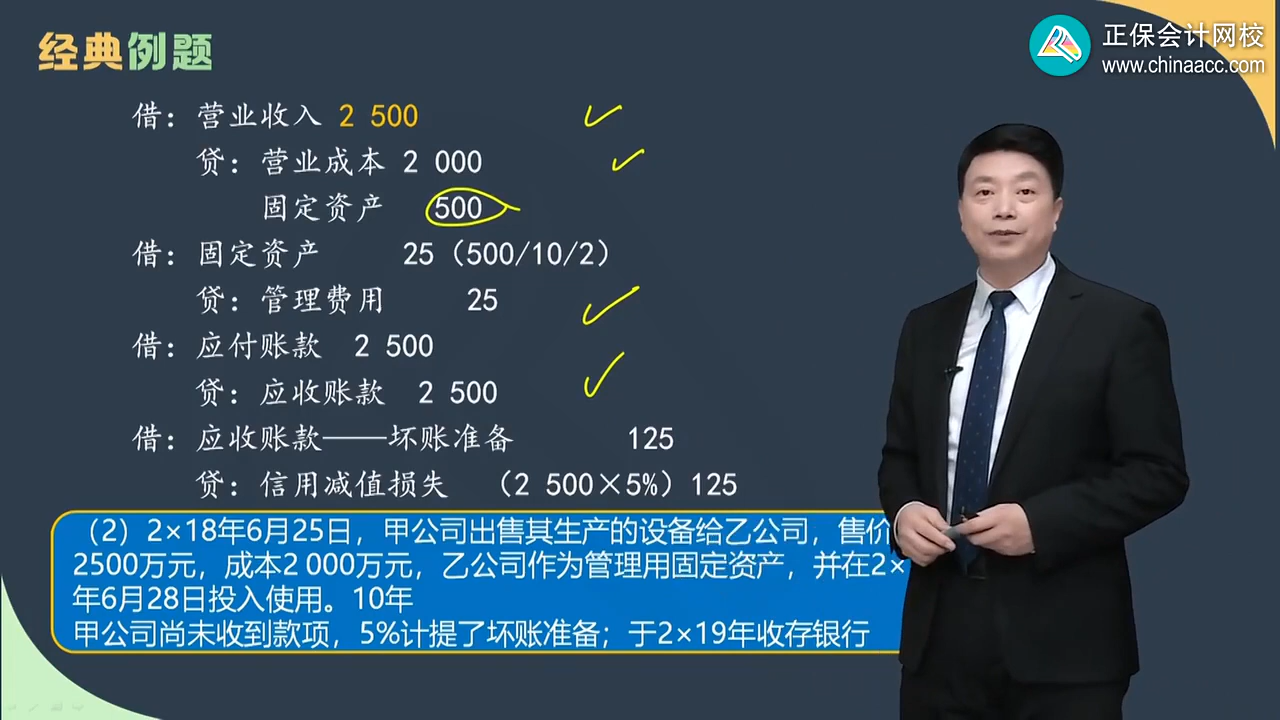 经典例题
正保会计网校
www.chinaacc.com
借：营业收入 2 500
贷：营业成本 2 000
固定资产 500
借：固定资产 25（500/10/2）
贷：管理费用 25
借：应付账款 2 500
贷：应收账款 2 500
借：应收账款——坏账准备 125
贷：信用减值损失 （2 500×5%）125
（2）2×18年6月25日，甲公司出售其生产的设备给乙公司，售价
2500万元，成本2 000万元，乙公司作为管理用固定资产，并在2×
年6月28日投入使用。10年
甲公司尚未收到款项，5%计提了坏账准备；于2×19年收存银行